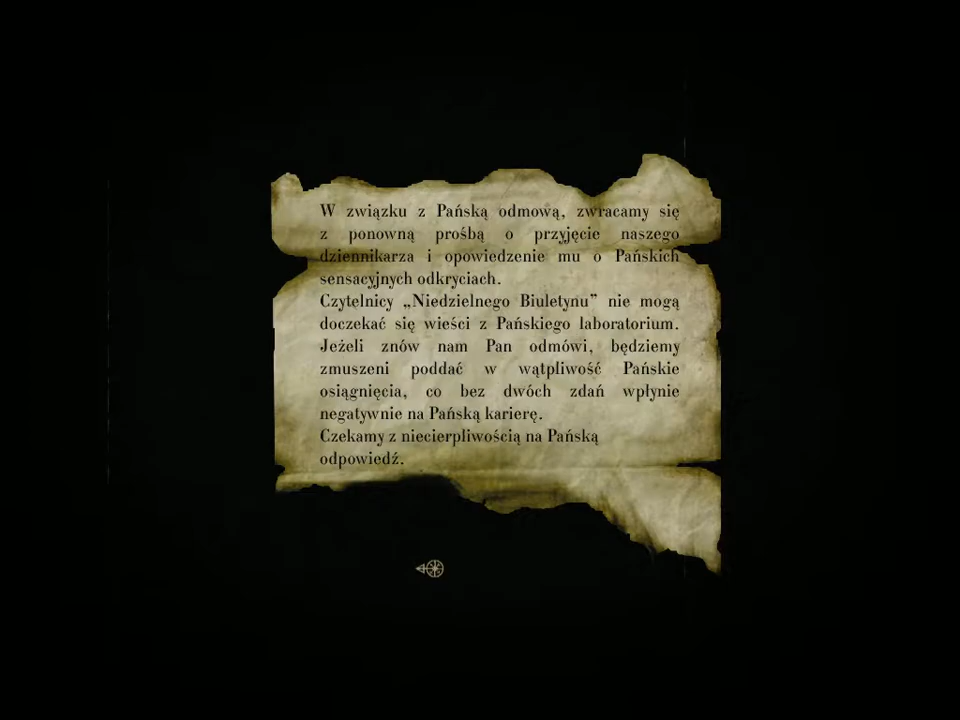 W związku z Pańską odmową, zwracamy się
z ponowną prośbą o przyjęcie naszego
dziennikarza i opowiedzenie mu o Pańskich
sensacyjnych odkryciach.
Czytelnicy „Niedzielnego Biuletynu” nie mogą
doczekać się wieści z Pańskiego laboratorium.
Jeżeli znów nam Pan odmówi, będziemy
zmuszeni poddać w wątpliwość Pańskie
osiągnięcia, co bez dwóch zdań wpłynie
negatywnie na Pańską karierę.
Czekamy z niecierpliwością na Pańską
odpowiedź.